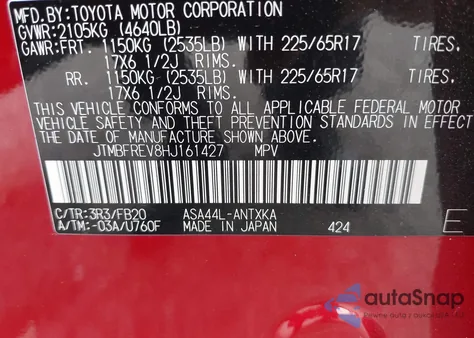 MFD.BY:TOYOTA MOTOR CORPORATION
GVWR:2105KG (4640LB)
GAWR:FRT. 1150KG (2535LB) WITH 225/65R17 TIRES.
17X6 1/2J RIMS.
RR. 1150KG (2535LB) WITH 225/65R17 TIRES.
17X6 1/2J RIMS.
THIS VEHICLE CONFORMS TO ALL APPLICABLE FEDERAL MOTOR
VEHICLE SAFETY AND THEFT PREVENTION STANDARDS IN EFFECT
THE DATE OF MANUFACTURE SHOWN ABOVE.
JTMBFREV8HJ161427 MPV
C/TR:3R3/FB20 ASA44L-ANTXKA
A/TM:-03A/U760F MADE IN JAPAN 424 E
autoSnap
pewne auta z aukcji